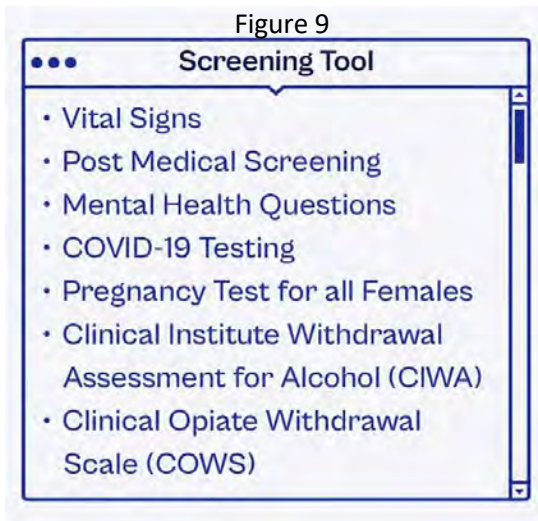 Figure 9
Screening Tool
• Vital Signs
• Post Medical Screening
• Mental Health Questions
• COVID-19 Testing
• Pregnancy Test for all Females
• Clinical Institute Withdrawal
Assessment for Alcohol (CIWA)
• Clinical Opiate Withdrawal
Scale (COWS)